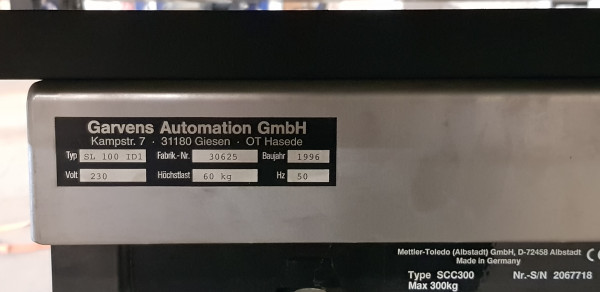 Garvens Automation GmbH
Kampstr. 7 · 31180 Giesen · OT Hasede
Typ SL 100 ID1 Fabrik.-Nr. 30625 Baujahr 1996
Volt 230 Höchstlast 60 kg Hz 50
Mettler-Toledo (Albstadt) GmbH, D-72458 Albstadt
Made in Germany
Type SCC300 Nr.-S/N 2067718
Max 300kg